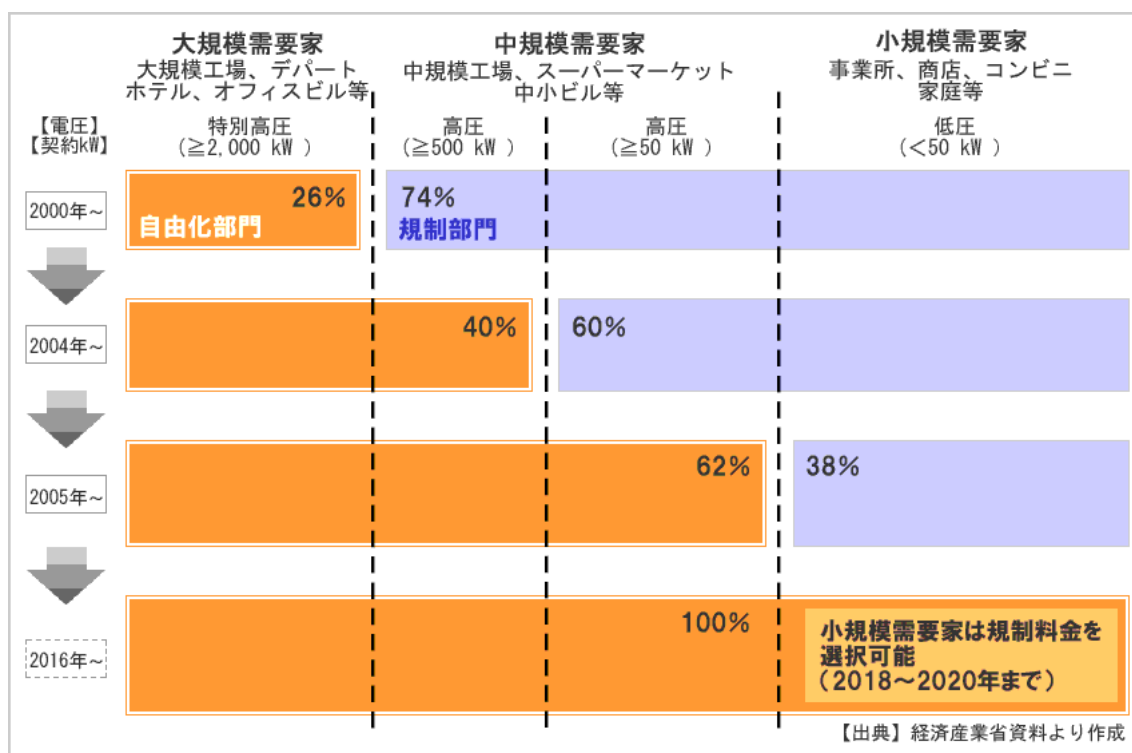 大規模需要家
大規模工場、デパート
ホテル、オフィスビル等
中規模需要家
中規模工場、スーパーマーケット
中小ビル等
小規模需要家
事業所、商店、コンビニ
家庭等
【電圧】
【契約kW】
特別高圧
(≧2,000 kW )
高圧
(≧500 kW )
高圧
(≧50 kW )
低圧
(<50 kW )
2000年~
26%
自由化部門
74%
規制部門
2004年~
40%
60%
2005年~
62%
38%
2016年~
100%
小規模需要家は規制料金を
選択可能
(2018~2020年まで)
【出典】経済産業省資料より作成